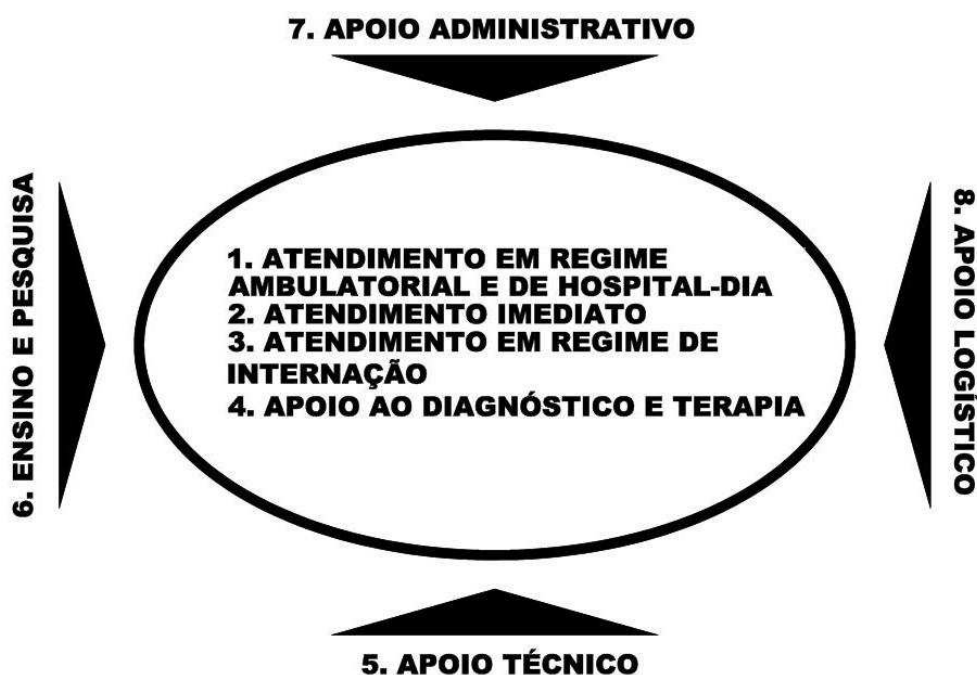 7. APOIO ADMINISTRATIVO
6. ENSINO E PESQUISA
1. ATENDIMENTO EM REGIME
AMBULATORIAL E DE HOSPITAL-DIA
2. ATENDIMENTO IMEDIATO
3. ATENDIMENTO EM REGIME DE
INTERNAÇÃO
4. APOIO AO DIAGNÓSTICO E TERAPIA
8. APOIO LOGÍSTICO
5. APOIO TÉCNICO